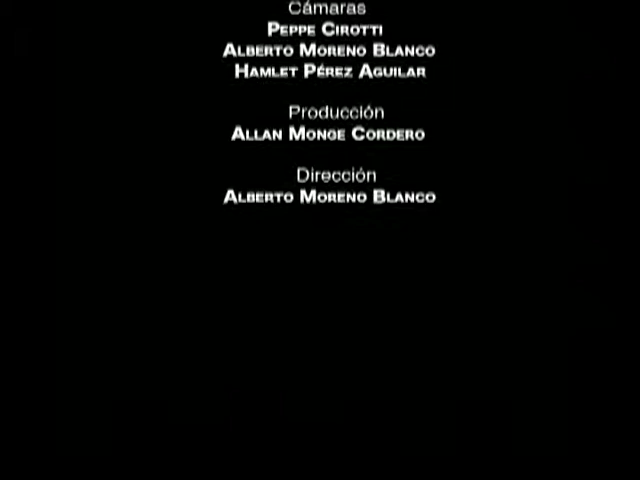 Cámaras
PEPPE CIROTTI
ALBERTO MORENO BLANCO
HAMLET PÉREZ AGUILAR
Producción
ALLAN MONGE CORDERO
Dirección
ALBERTO MORENO BLANCO